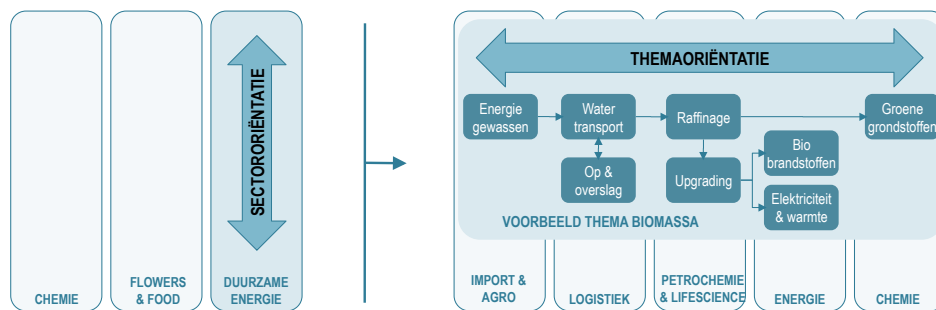 SECTORORIËNTATIE
CHEMIE
FLOWERS
& FOOD
DUURZAME
ENERGIE
THEMAORIËNTATIE
Energie
gewassen
Water
transport
Raffinage
Groene
grondstoffen
Op &
overslag
Upgrading
Bio
brandstoffen
Elektriciteit
& warmte
VOORBEELD THEMA BIOMASSA
IMPORT &
AGRO
LOGISTIEK
PETROCHEMIE
& LIFESCIENCE
ENERGIE
CHEMIE